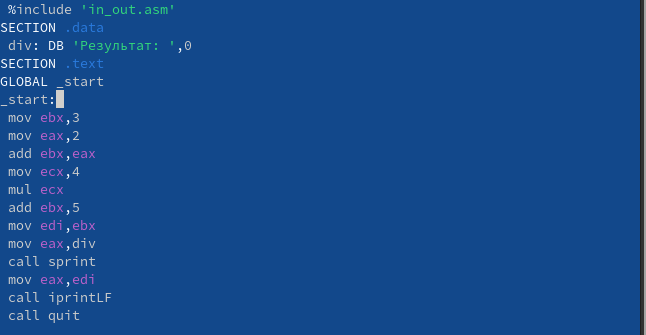 %include 'in_out.asm'
SECTION .data
div: DB 'Результат: ',0
SECTION .text
GLOBAL _start
_start:
mov ebx,3
mov eax,2
add ebx,eax
mov ecx,4
mul ecx
add ebx,5
mov edi,ebx
mov eax,div
call sprint
mov eax,edi
call iprintLF
call quit